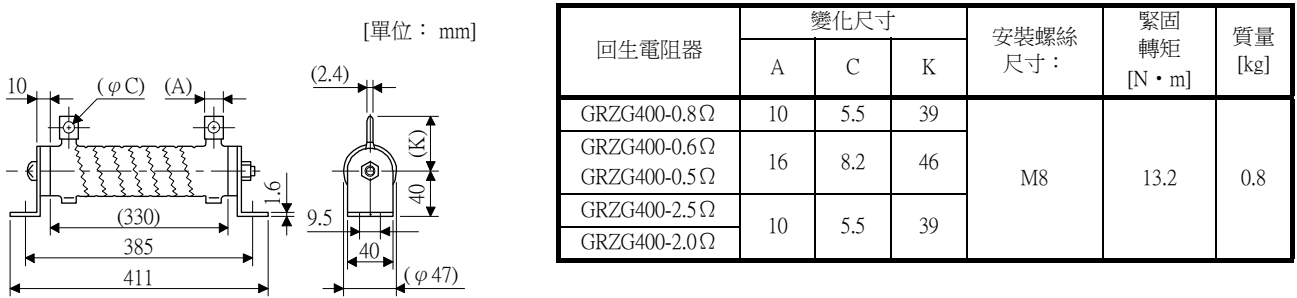 [單位： mm]
10
(φC)
(A)
(2.4)
(K)
40
1.6
9.5
40
(φ47)
(330)
385
411
回生電阻器 變化尺寸 安裝螺絲尺寸： 緊固轉矩 [N・m] 質量 [kg]
A C K
GRZG400-0.8Ω 10 5.5 39
GRZG400-0.6Ω 16 8.2 46
GRZG400-0.5Ω
M8 13.2 0.8
GRZG400-2.5Ω 10 5.5 39
GRZG400-2.0Ω